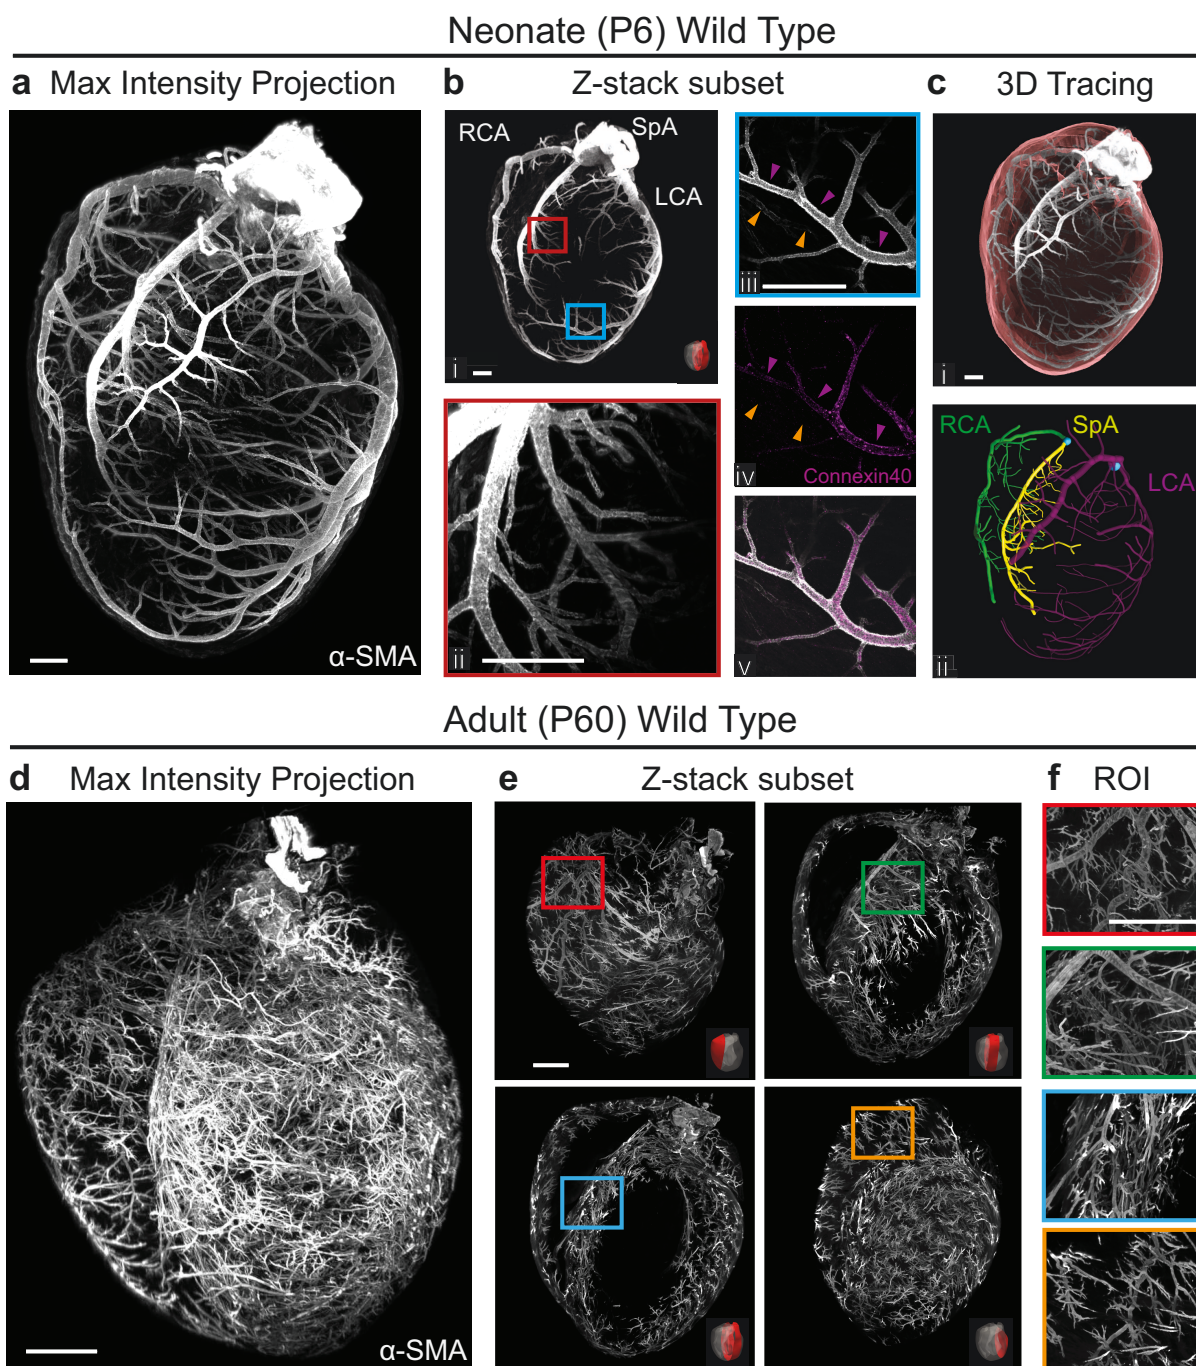 Neonate (P6) Wild Type
a Max Intensity Projection
α-SMA
b Z-stack subset
RCA
SpA
LCA
i
ii
iii
iv
Connexin40
v
c 3D Tracing
i
RCA
SpA
LCA
ii
Adult (P60) Wild Type
d Max Intensity Projection
α-SMA
e Z-stack subset
f ROI